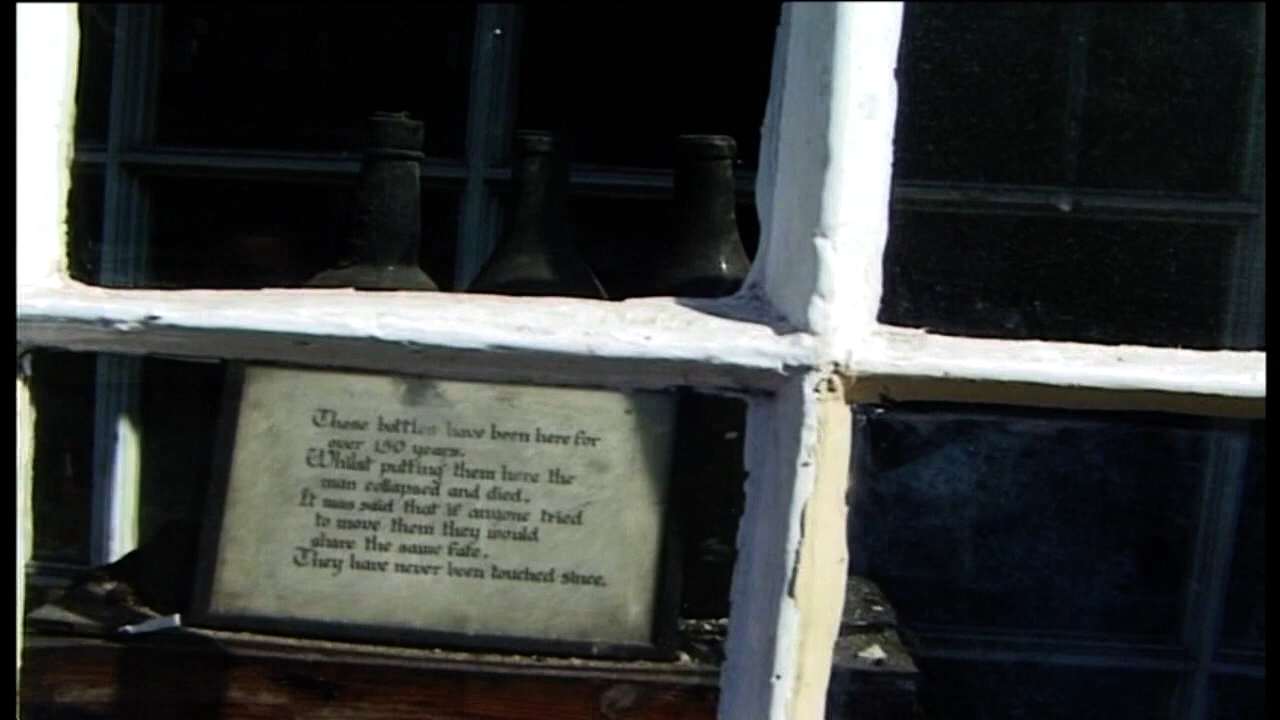 These bottles have been here for
over 150 years.
Whilst putting them here the
man collapsed and died.
It was said that if anyone tried
to move them they would
share the same fate.
They have never been touched since.